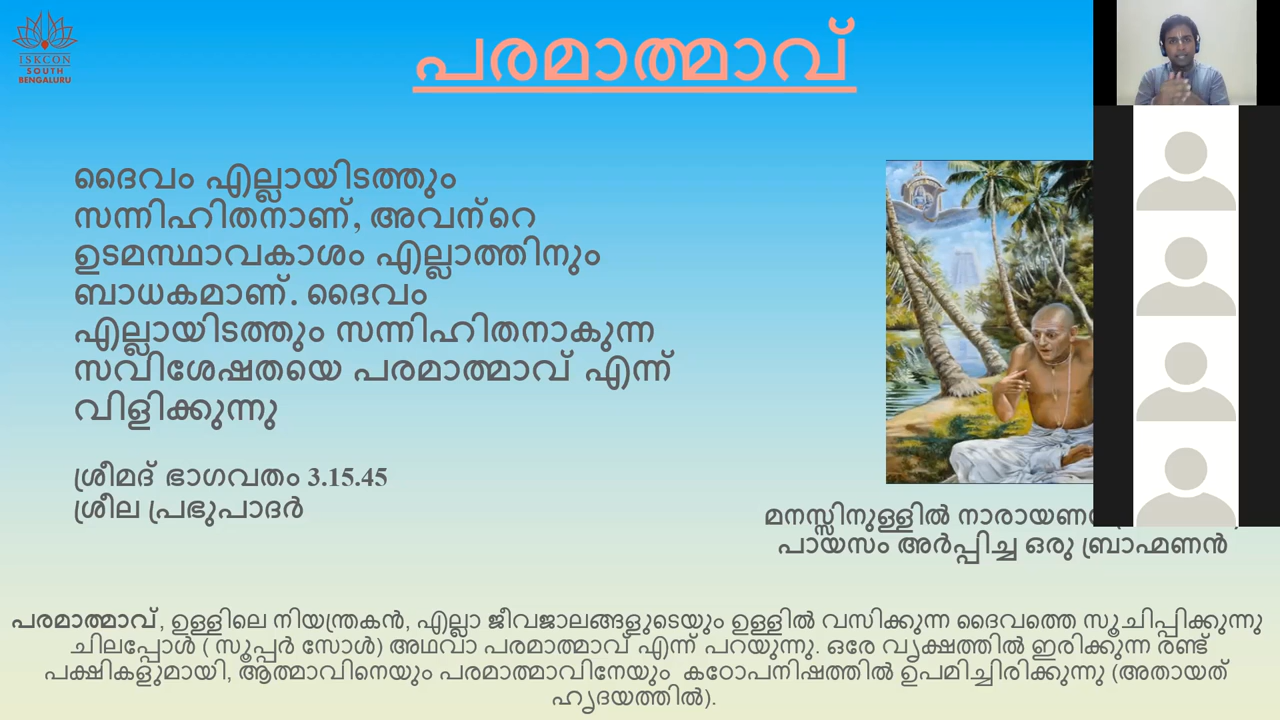 ISKCON
SOUTH
BENGALURU
പരമാത്മാവ്
ദൈവം എല്ലായിടത്തും
സന്നിഹിതനാണ്, അവന്റെ
ഉടമസ്ഥാവകാശം എല്ലാത്തിനും
ബാധകമാണ്. ദൈവം
എല്ലായിടത്തും സന്നിഹിതനാകുന്ന
സവിശേഷതയെ പരമാത്മാവ് എന്ന്
വിളിക്കുന്നു
ശ്രീമദ് ഭാഗവതം 3.15.45
ശ്രീല പ്രഭുപാദർ
മനസ്സിനുള്ളിൽ
പായസം അർപ്പിച്ച ഒരു ബ്രാഹ്മണൻ
പരമാത്മാവ്, ഉള്ളിലെ നിയന്ത്രകൻ, എല്ലാ ജീവജാലങ്ങളുടെയും ഉള്ളിൽ വസിക്കുന്ന ദൈവത്തെ സൂചിപ്പിക്കുന്നു
ചിലപ്പോൾ ( സൂപ്പർ സോൾ) അഥവാ പരമാത്മാവ് എന്ന് പറയുന്നു. ഒരേ വൃക്ഷത്തിൽ ഇരിക്കുന്ന രണ്ട്
പക്ഷികളുമായി, ആത്മാവിനെയും പരമാത്മാവിനേയും കഠോപനിഷത്തിൽ ഉപമിച്ചിരിക്കുന്നു (അതായത്
ഹൃദയത്തിൽ).